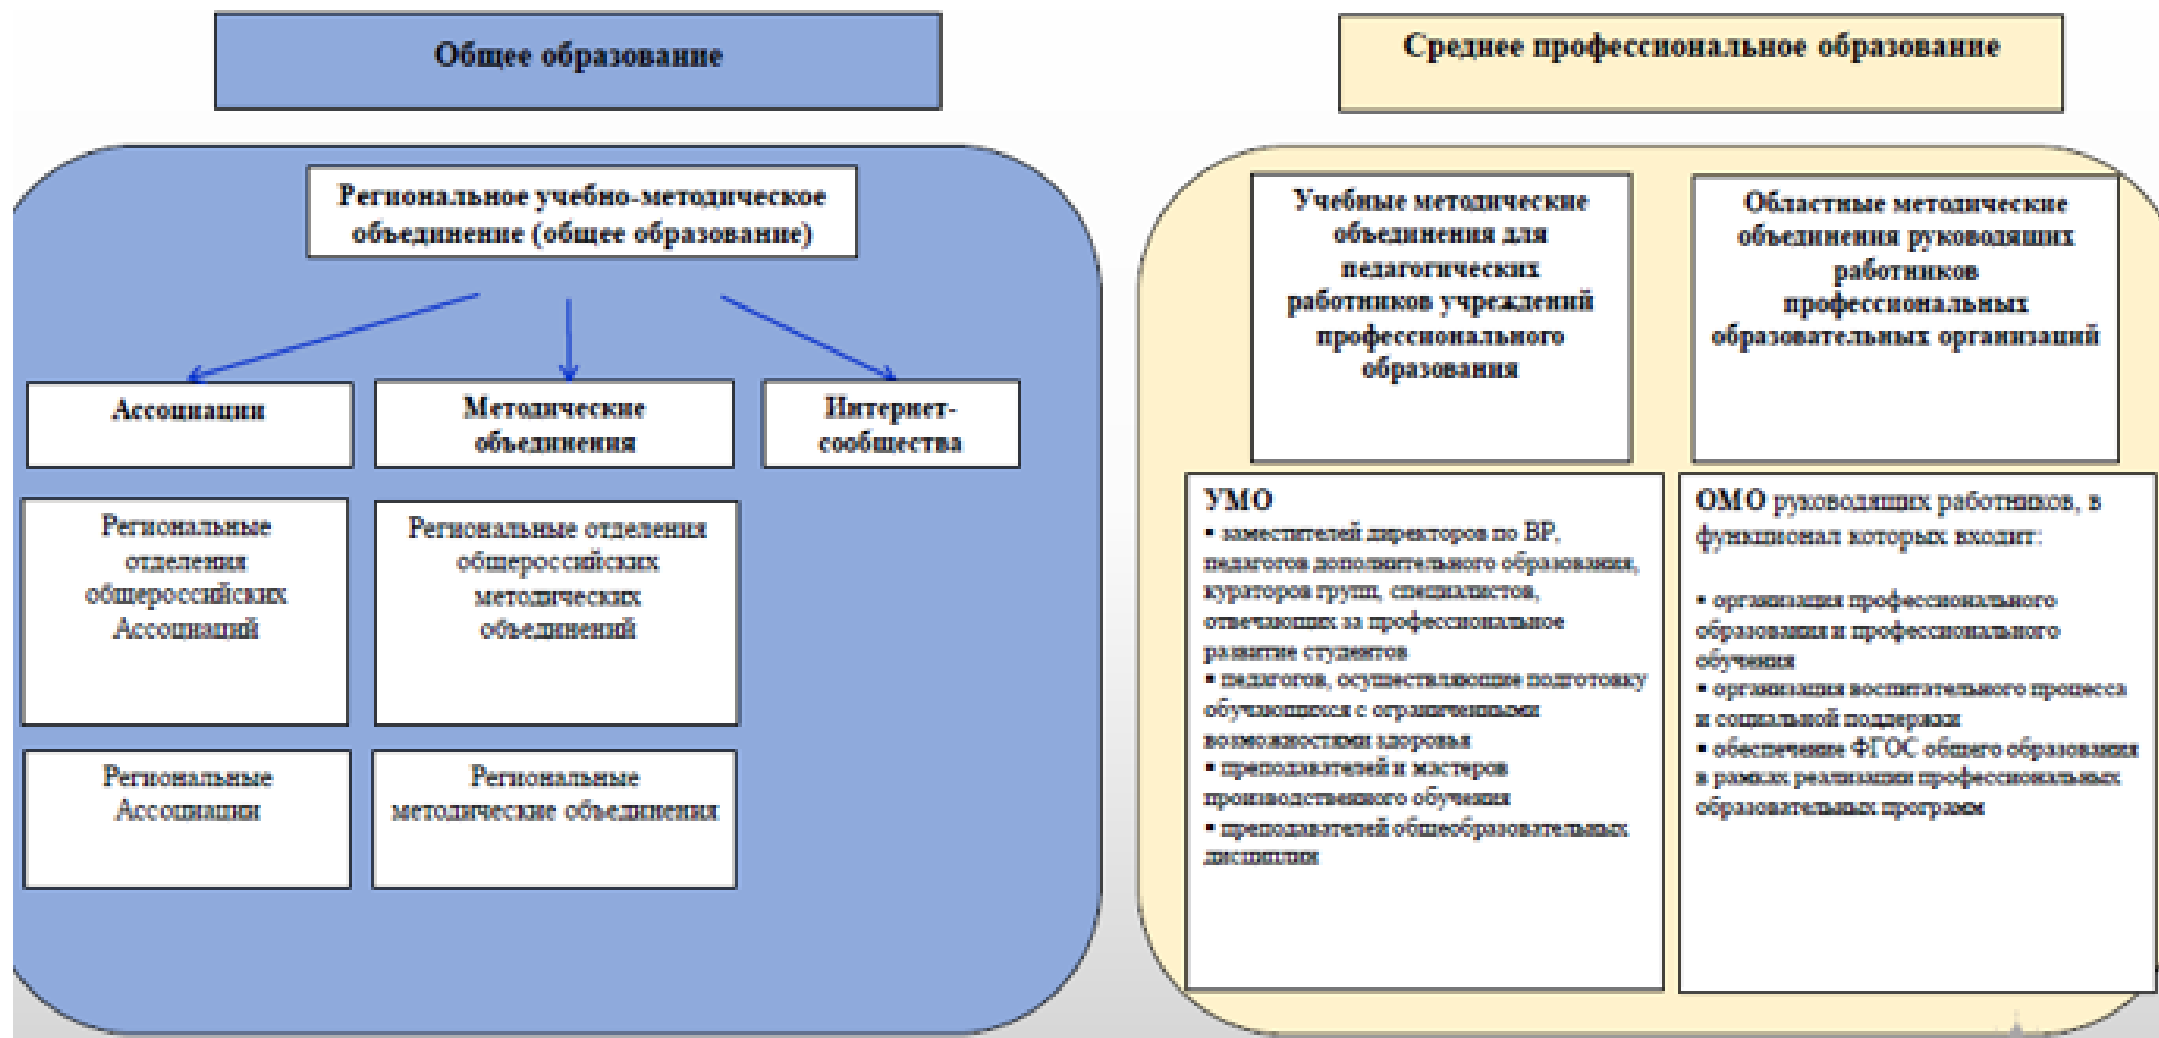 Общее образование
Региональное учебно-методическое
объединение (общее образование)
Ассоциации
Методические
объединения
Интернет-
сообщества
Региональные
отделения
общероссийских
Ассоциаций
Региональные отделения
общероссийских
методических
объединений
Региональные
Ассоциации
Региональные
методические объединения
Среднее профессиональное образование
Учебные методические
объединения для
педагогических
работников учреждений
профессионального
образования
Областные методические
объединения руководящих
работников
профессиональных
образовательных организаций
УМО
▪ заместителей директоров по ВР,
педагогов дополнительного образования,
кураторов групп, специалистов,
отвечающих за профессиональное
развитие студентов
▪ педагогов, осуществляющие подготовку
обучающихся с ограниченными
возможностями здоровья
▪ преподавателей и мастеров
производственного обучения
▪ преподавателей общеобразовательных
дисциплин
ОМО руководящих работников, в
функционал которых входит:
▪ организация профессионального
образования и профессионального
обучения
▪ организация воспитательного процесса
и социальной поддержки
▪ обеспечение ФГОС общего образования
в рамках реализации профессиональных
образовательных программ